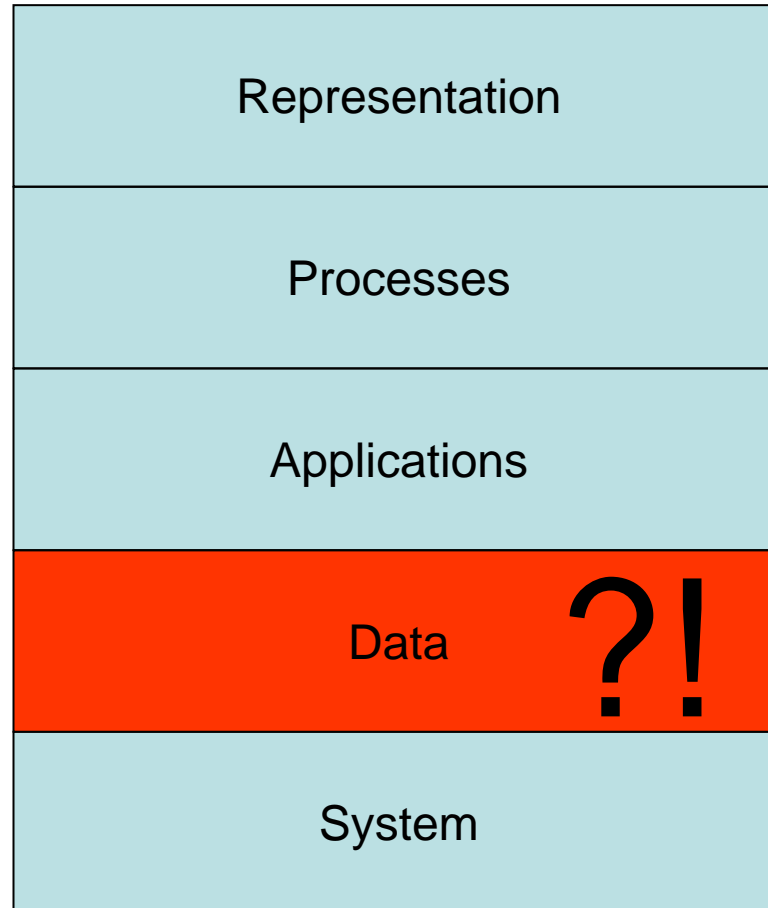 Representation
Processes
Applications
Data ?!
System